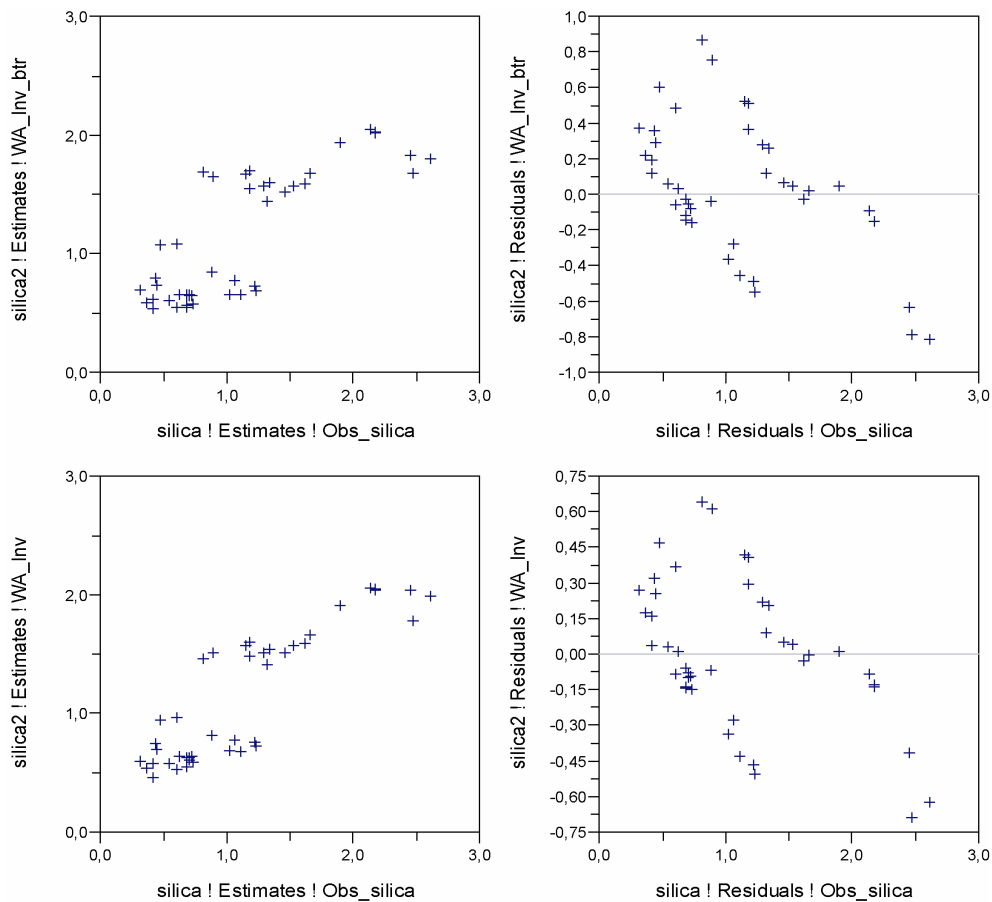 silica2 ! Estimates ! WA_Inv_btr
3,0
2,0
1,0
0,0
0,0 1,0 2,0 3,0
silica ! Estimates ! Obs_silica
silica2 ! Residuals ! WA_Inv_btr
1,0
0,8
0,6
0,4
0,2
0,0
-0,2
-0,4
-0,6
-0,8
-1,0
0,0 1,0 2,0 3,0
silica ! Residuals ! Obs_silica
silica2 ! Estimates ! WA_Inv
3,0
2,0
1,0
0,0
0,0 1,0 2,0 3,0
silica ! Estimates ! Obs_silica
silica2 ! Residuals ! WA_Inv
0,75
0,60
0,45
0,30
0,15
0,00
-0,15
-0,30
-0,45
-0,60
-0,75
0,0 1,0 2,0 3,0
silica ! Residuals ! Obs_silica